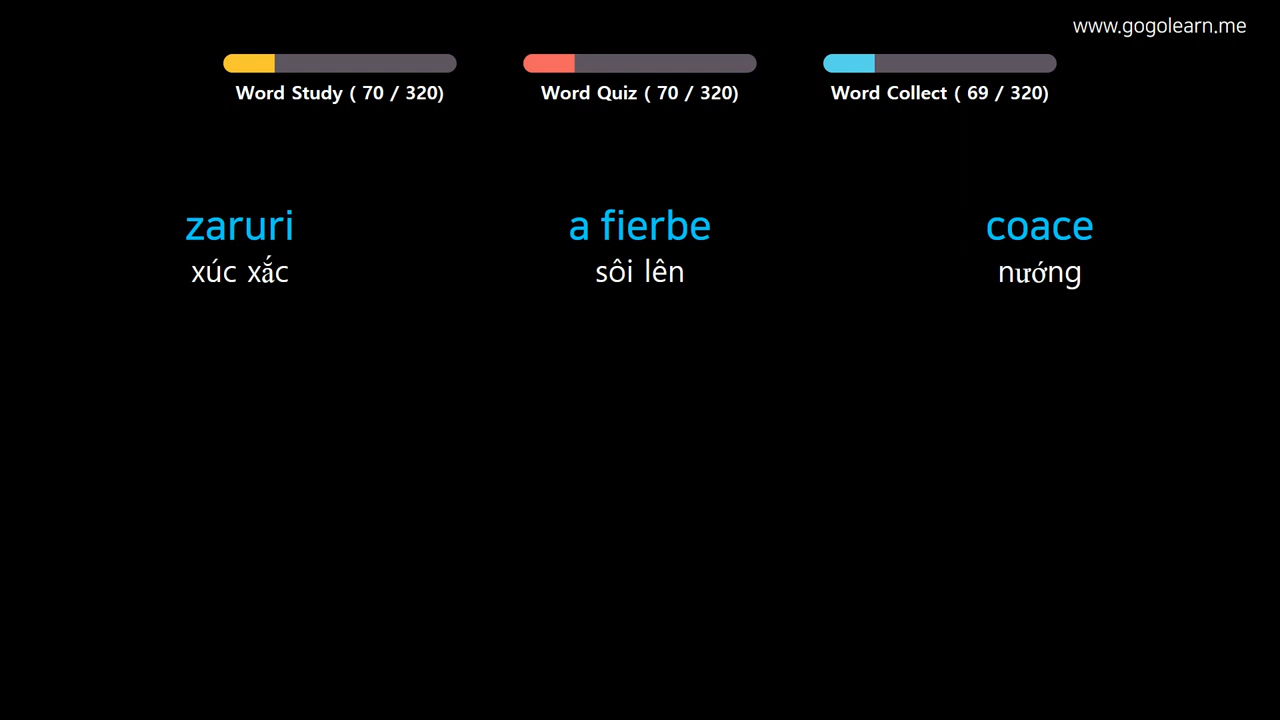 www.gogolearn.me
Word Study ( 70 / 320)
Word Quiz ( 70 / 320)
Word Collect ( 69 / 320)
zaruri
xúc xắc
a fierbe
sôi lên
coace
nướng